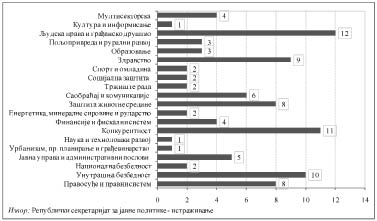 Мултисекторска 4
Култура и информисање 1
Људска права и грађанско друштво 12
Пољопривреда и рурални развој 3
Образовање 3
Здравство 9
Спорт и омладина 2
Социјална заштита 2
Тржиште рада 2
Саобраћај и комуникације 6
Заштита животне средине 8
Енергетика, минералне сировине и рударство 2
Финансије и фискални систем 4
Конкурентност 11
Наука и технолошки развој 1
Урбанизам, пр. планирање и грађевинарство 1
Јавна управа и административни послови 5
Национална безбедност 2
Унутрашња безбедност 10
Правосуђе и правни систем 8
0 2 4 6 8 10 12 14
Извор: Републички секретаријат за јавне политике - истраживање